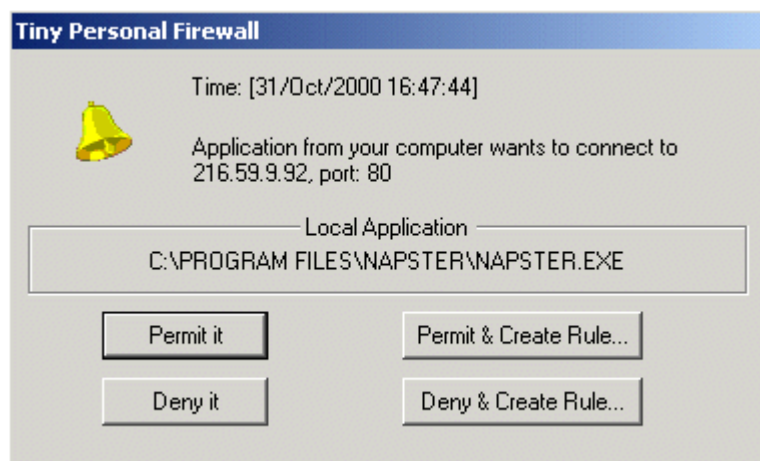 Tiny Personal Firewall
Time: [31/Oct/2000 16:47:44]
Application from your computer wants to connect to
216.59.9.92, port: 80
Local Application
C:\PROGRAM FILES\NAPSTER\NAPSTER.EXE
Permit it
Permit & Create Rule...
Deny it
Deny & Create Rule...